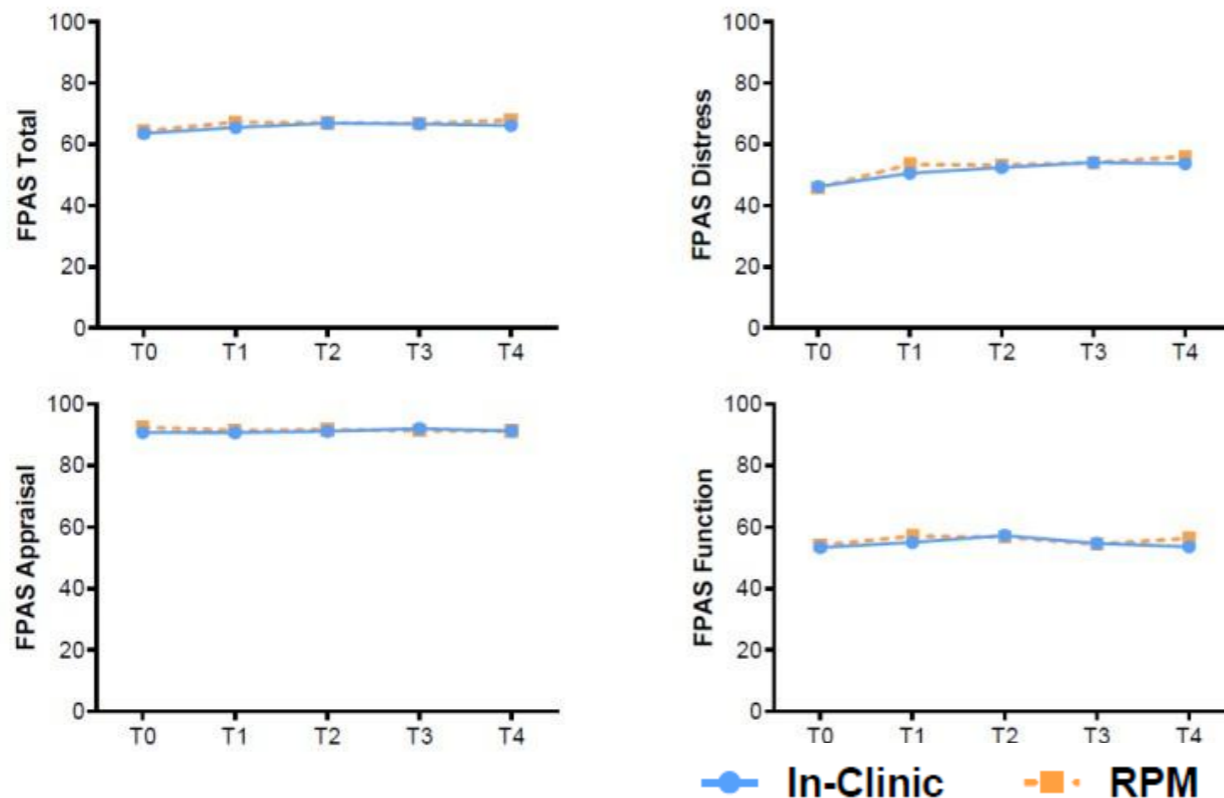 FPAS Total
100
80
60
40
20
0
T0 T1 T2 T3 T4
FPAS Distress
100
80
60
40
20
0
T0 T1 T2 T3 T4
FPAS Appraisal
100
80
60
40
20
0
T0 T1 T2 T3 T4
FPAS Function
100
80
60
40
20
0
T0 T1 T2 T3 T4
In-Clinic RPM